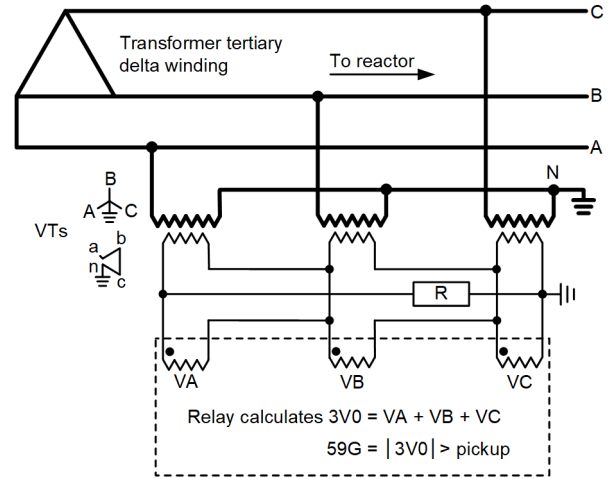 C
Transformer tertiary
delta winding
To reactor
B
A
N
B
A C
VTs
a b
n
c
R
VA VB VC
Relay calculates 3V0 = VA + VB + VC
59G = |3V0| > pickup